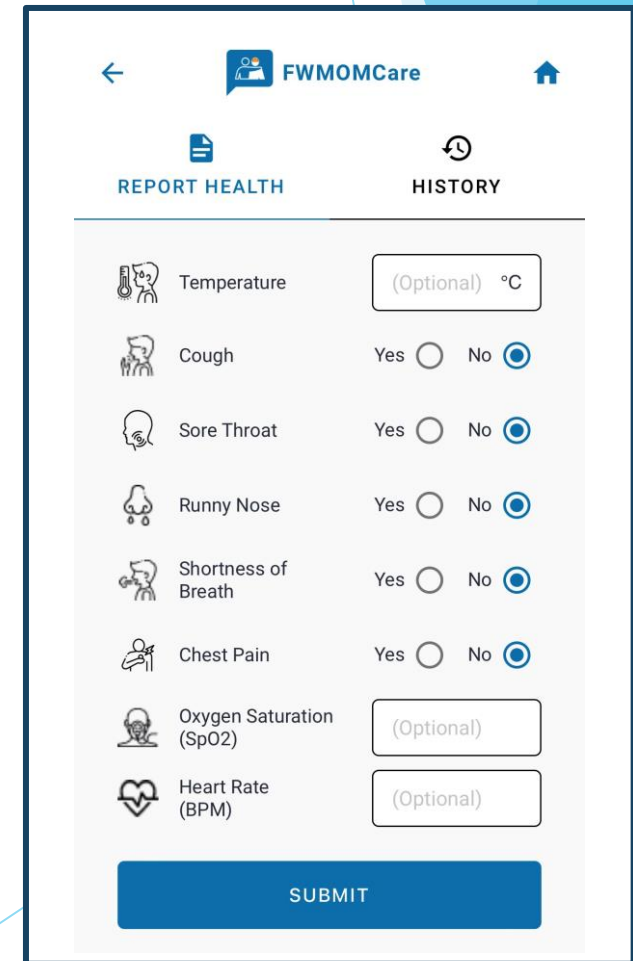 FWMOMCare
REPORT HEALTH
HISTORY
Temperature
(Optional) °C
Cough
Yes No
Sore Throat
Yes No
Runny Nose
Yes No
Shortness of
Breath
Yes No
Chest Pain
Yes No
Oxygen Saturation
(SpO2)
(Optional)
Heart Rate
(BPM)
(Optional)
SUBMIT